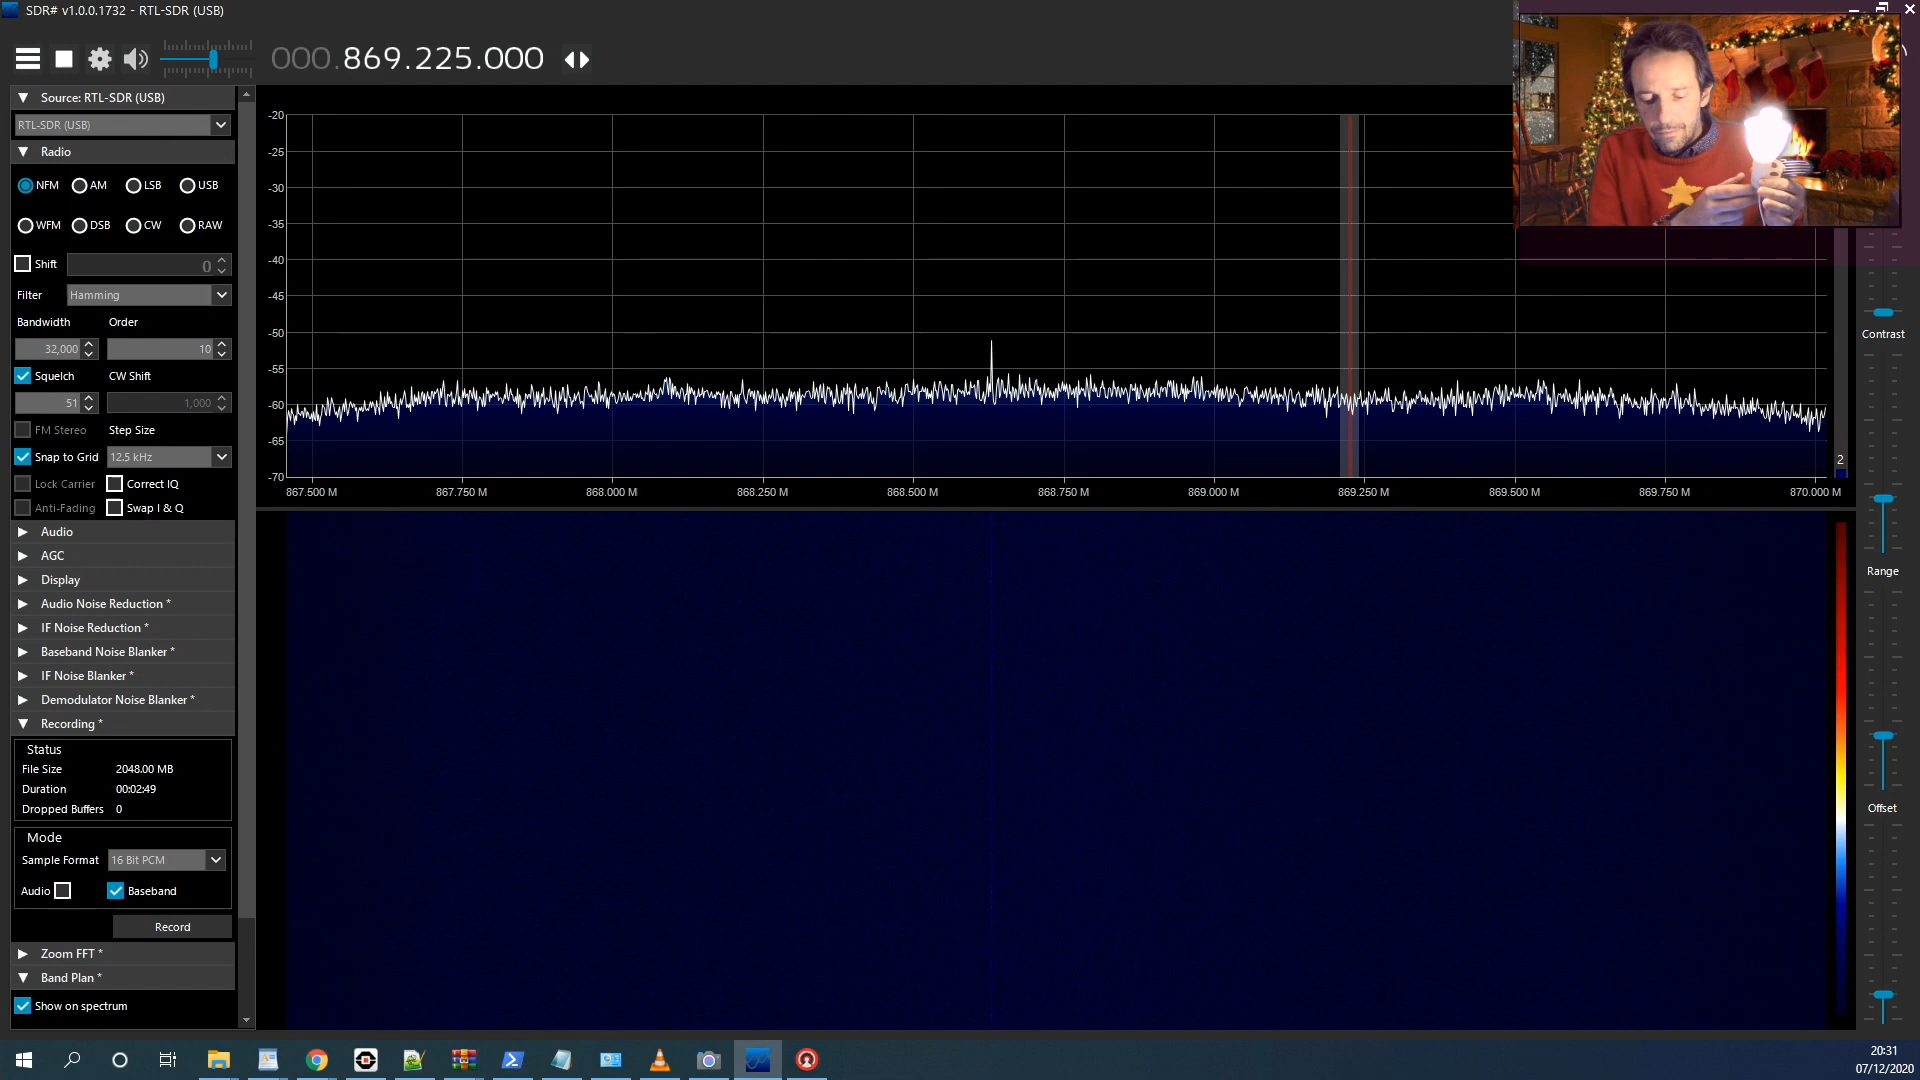 SDR# v1.0.0.1732 - RTL-SDR (USB)
000.869.225.000
Source: RTL-SDR (USB)
RTL-SDR (USB)
Radio
NFM AM LSB USB
WFM DSB CW RAW
Shift 0
Filter Hamming
Bandwidth Order
32,000 10
Squelch CW Shift
51 1,000
FM Stereo Step Size
Snap to Grid 12.5 kHz
Lock Carrier Correct IQ
Anti-Fading Swap I & Q
Audio
AGC
Display
Audio Noise Reduction *
IF Noise Reduction *
Baseband Noise Blanker *
IF Noise Blanker *
Demodulator Noise Blanker *
Recording *
Status
File Size 2048.00 MB
Duration 00:02:49
Dropped Buffers 0
Mode
Sample Format 16 Bit PCM
Audio Baseband
Record
Zoom FFT *
Band Plan *
Show on spectrum
-20
-25
-30
-35
-40
-45
-50
-55
-60
-65
-70
867.500 M 867.750 M 868.000 M 868.250 M 868.500 M 868.750 M 869.000 M 869.250 M 869.500 M 869.750 M 870.000 M
2
Contrast
Range
Offset
20:31
07/12/2020